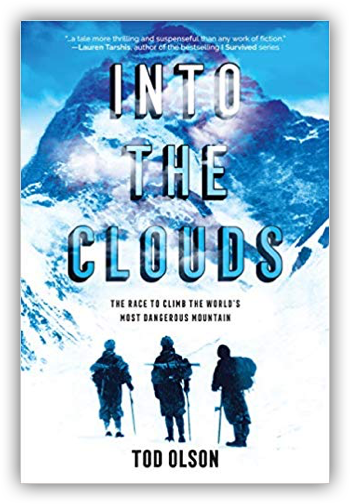 "...a tale more thrilling and suspenseful than any work of fiction."
—Lauren Tarshis, author of the bestselling I Survived series
INTO
THE
CLOUDS
THE RACE TO CLIMB THE WORLD'S
MOST DANGEROUS MOUNTAIN
TOD OLSON